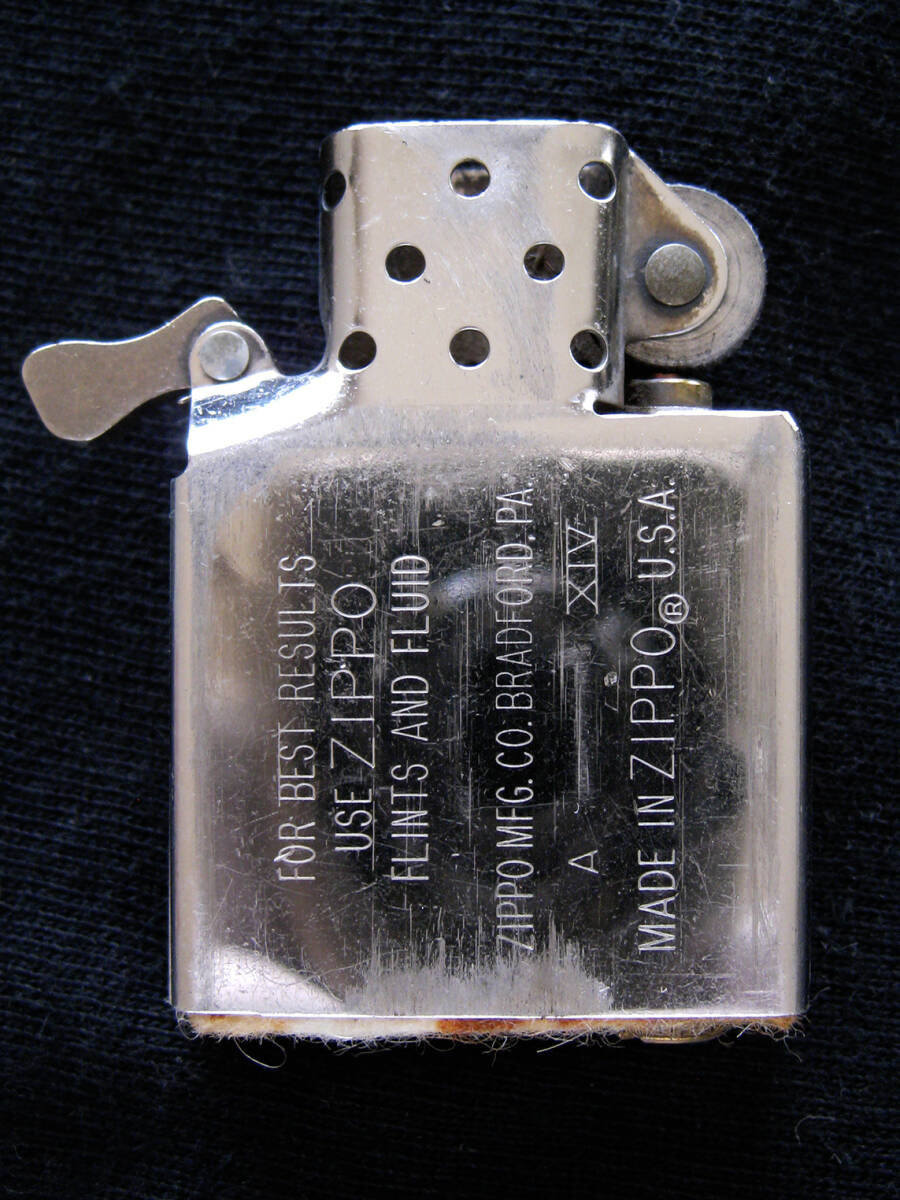 FOR BEST RESULTS
USE ZIPPO
FLINTS AND FLUID
ZIPPO MFG. CO. BRADFORD. PA.
A XIV
MADE IN ZIPPO® U.S.A.